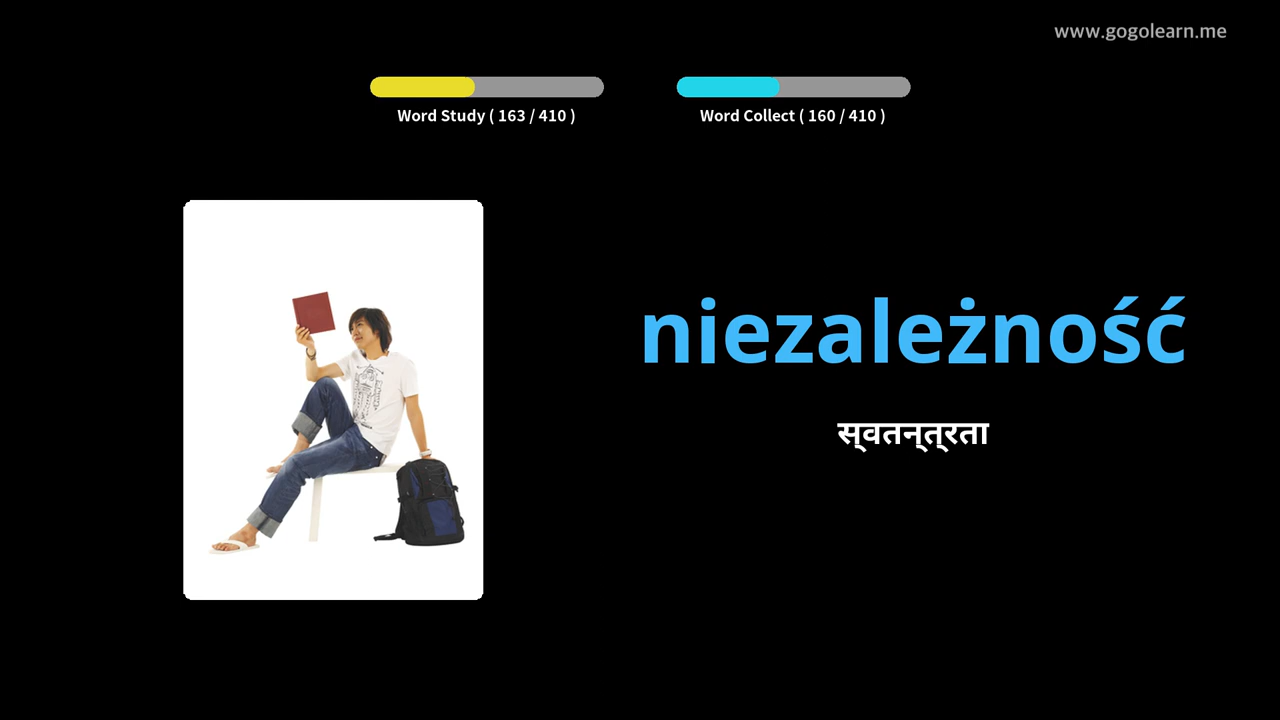 www.gogolearn.me
Word Study ( 163 / 410 )
Word Collect ( 160 / 410 )
niezależność
स्वतन्त्रता